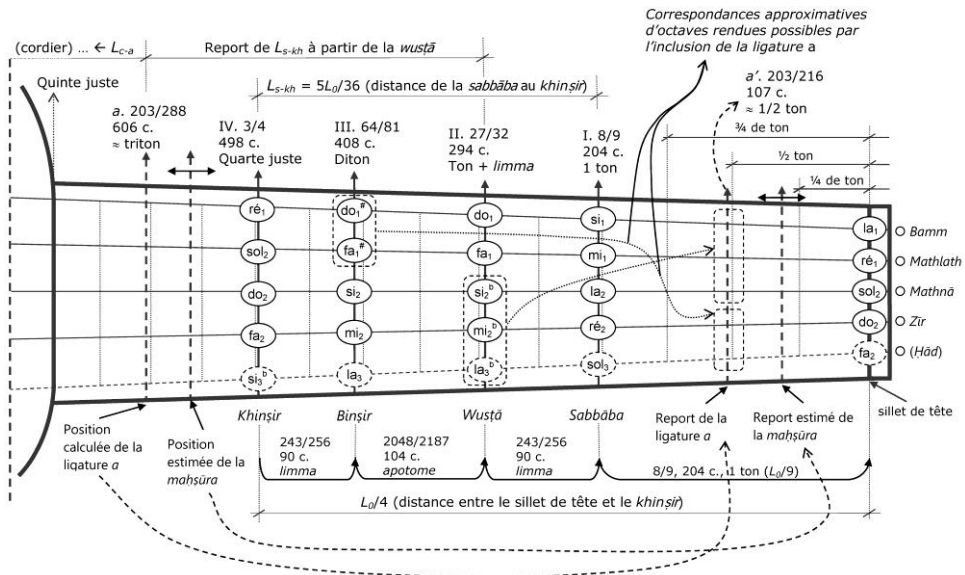 Correspondances approximatives
d'octaves rendues possibles par
l'inclusion de la ligature a
(cordier) ... ← Lc-a
Report de Ls-kh à partir de la wusṭā
Quinte juste
Ls-kh = 5L0/36 (distance de la sabbāba au khinṣir)
a'. 203/216
107 c.
≈ 1/2 ton
a. 203/288
606 c.
≈ triton
IV. 3/4
498 c.
Quarte juste
III. 64/81
408 c.
Diton
II. 27/32
294 c.
Ton + limma
I. 8/9
204 c.
1 ton
¾ de ton
½ ton
¼ de ton
ré1 do1# do1 si1 la1 Bamm
sol2 fa1# fa1 mi1 ré1 Mathlath
do2 si2 si2b la2 sol2 Mathnā
fa2 mi2 mi2b ré2 do2 Zīr
si3b la3 la3b sol3 fa2 (Ḥād)
Khinṣir Binṣir Wusṭā Sabbāba
sillet de tête
Position
calculée de la
ligature a
Position
estimée de la
maḥṣūra
Report de la
ligature a
Report estimé de
la maḥṣūra
243/256
90 c.
limma
2048/2187
104 c.
apotome
243/256
90 c.
limma
8/9, 204 c., 1 ton (L0/9)
L0/4 (distance entre le sillet de tête et le khinṣir)